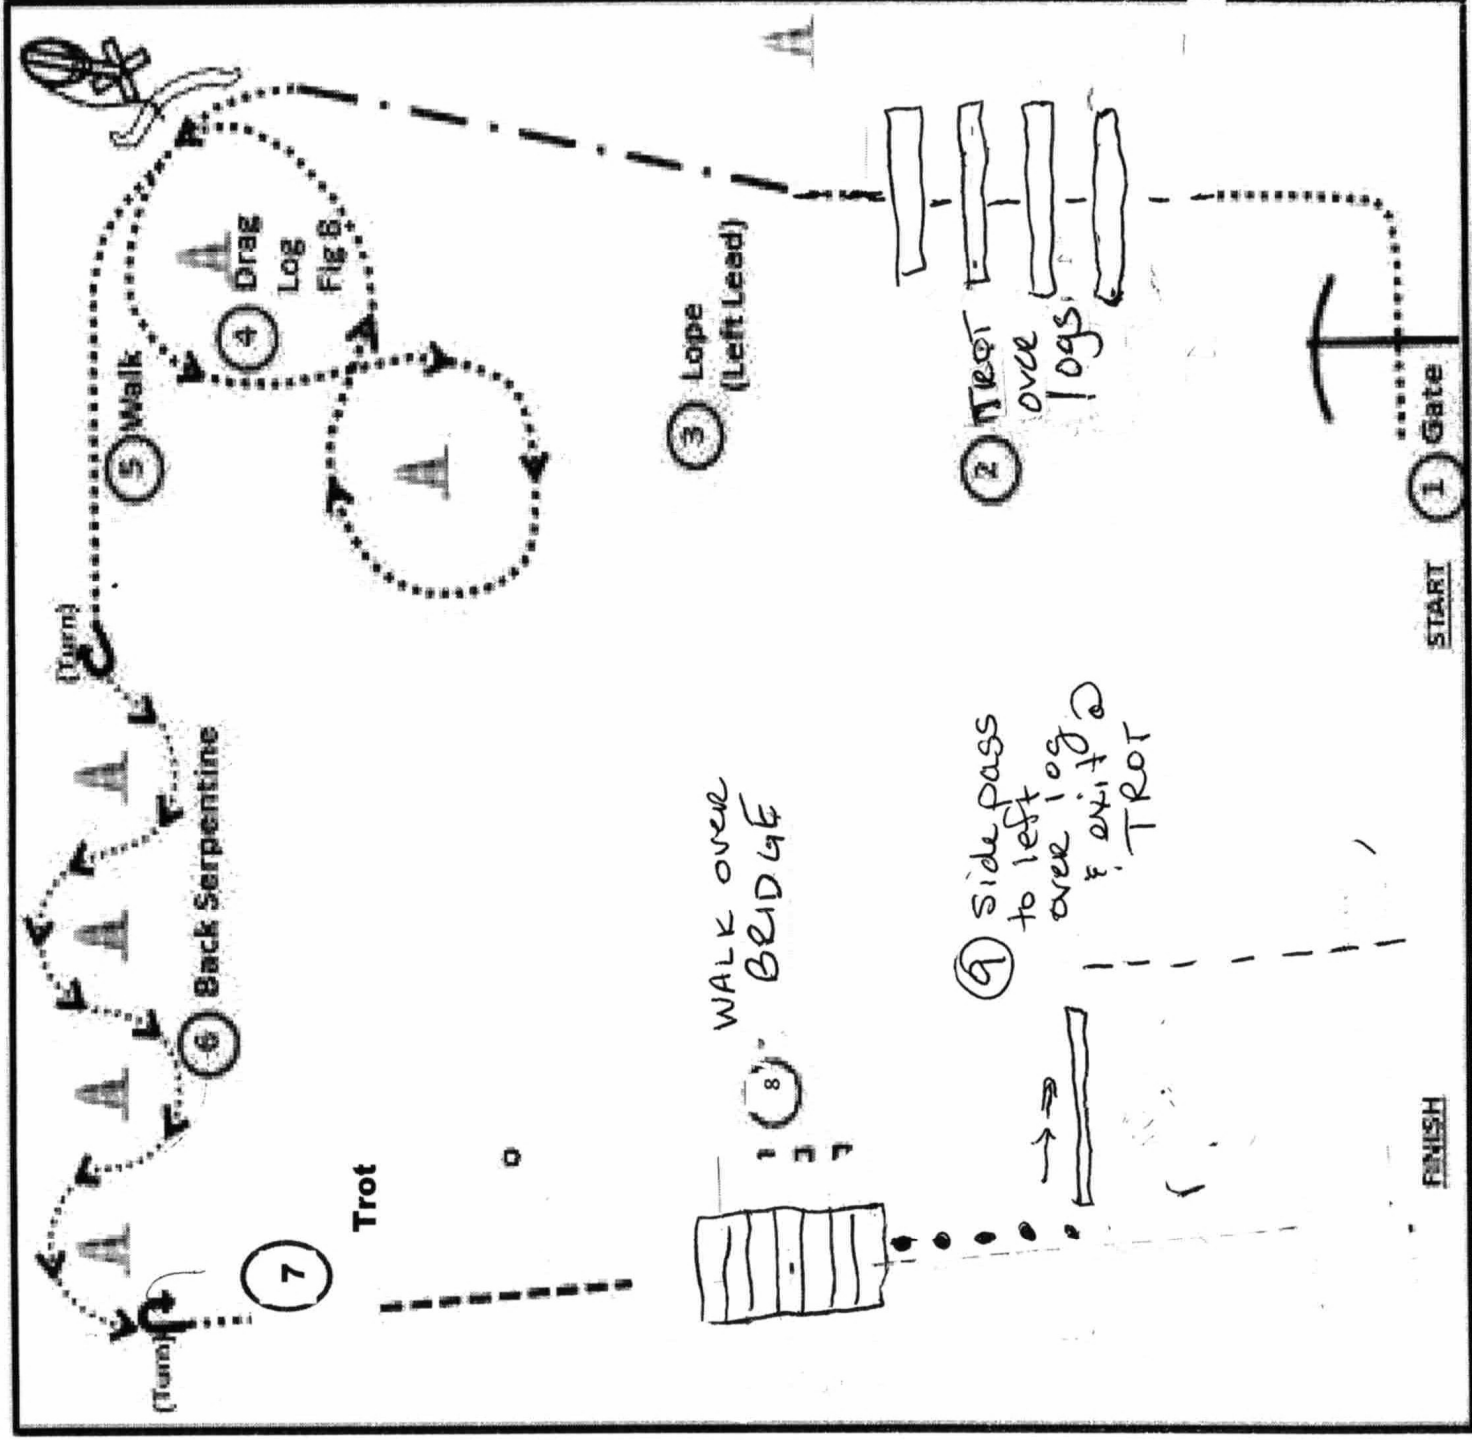 START
1 Gate
2 TROT
over
logs
3 Lope
(Left Lead)
4 Drag
Log
Fig 8
5 Walk
(Turn)
6 Back Serpentine
(Turn)
7
Trot
8
WALK over
BRIDGE
9 side pass
to left
over log
& exit @
TROT
FINISH